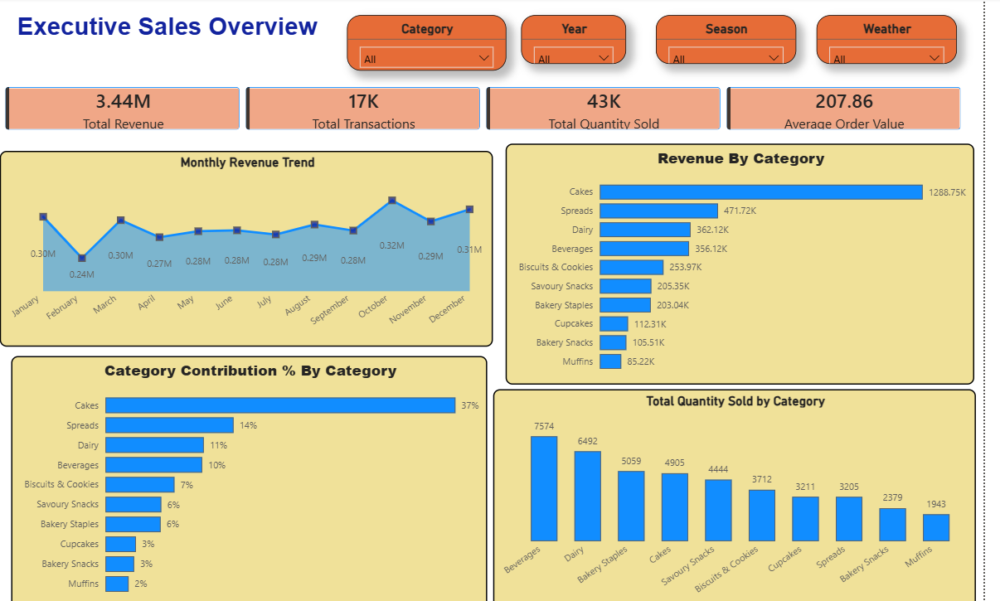 Executive Sales Overview
Category
All
Year
All
Season
All
Weather
All
3.44M
Total Revenue
17K
Total Transactions
43K
Total Quantity Sold
207.86
Average Order Value
Monthly Revenue Trend
0.30M
0.24M
0.30M
0.27M
0.28M
0.28M
0.28M
0.29M
0.28M
0.32M
0.29M
0.31M
January
February
March
April
May
June
July
August
September
October
November
December
Revenue By Category
Cakes 1288.75K
Spreads 471.72K
Dairy 362.12K
Beverages 356.12K
Biscuits & Cookies 253.97K
Savoury Snacks 205.35K
Bakery Staples 203.04K
Cupcakes 112.31K
Bakery Snacks 105.51K
Muffins 85.22K
Category Contribution % By Category
Cakes 37%
Spreads 14%
Dairy 11%
Beverages 10%
Biscuits & Cookies 7%
Savoury Snacks 6%
Bakery Staples 6%
Cupcakes 3%
Bakery Snacks 3%
Muffins 2%
Total Quantity Sold by Category
7574
6492
5059
4905
4444
3712
3211
3205
2379
1943
Beverages
Dairy
Bakery Staples
Cakes
Savoury Snacks
Biscuits & Cookies
Cupcakes
Spreads
Bakery Snacks
Muffins